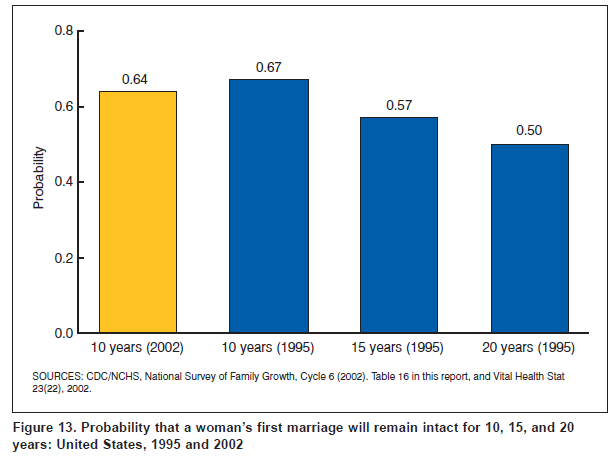 0.8
0.67
0.64
0.6
0.57
0.50
0.4
Probability
0.2
0.0
10 years (2002) 10 years (1995) 15 years (1995) 20 years (1995)
SOURCES: CDC/NCHS, National Survey of Family Growth, Cycle 6 (2002). Table 16 in this report, and Vital Health Stat
23(22), 2002.
Figure 13. Probability that a woman's first marriage will remain intact for 10, 15, and 20
years: United States, 1995 and 2002